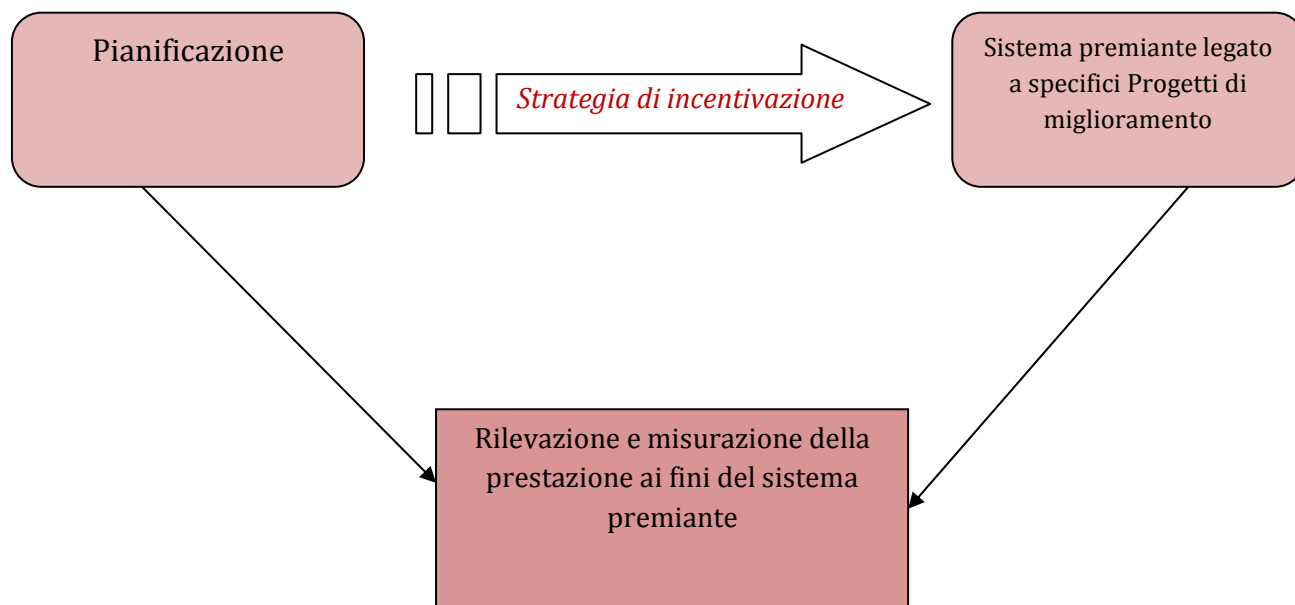 Pianificazione
Strategia di incentivazione
Sistema premiante legato
a specifici Progetti di
miglioramento
Rilevazione e misurazione della
prestazione ai fini del sistema
premiante